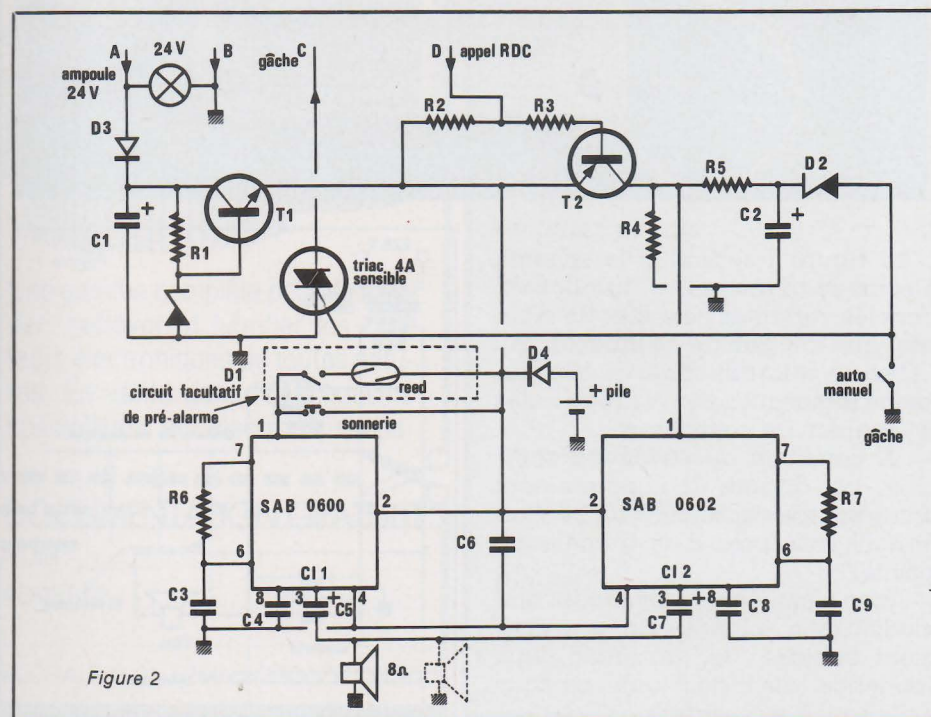 A
24 V
B
C
gâche
D
appel RDC
ampoule
24 V
R2
R3
D3
T1
T2
R5
D2
C1
+
R1
R4
C2
+
triac 4A
sensible
D1
circuit facultatif
de pré-alarme
reed
sonnerie
D4
+ pile
auto
manuel
gâche
1
7
R6
SAB 0600
2
6
CI 1
8
3
+
4
C3
C4
C5
C6
1
7
R7
2
SAB 0602
6
CI 2
4
3
+
8
C7
C8
C9
8Ω
Figure 2